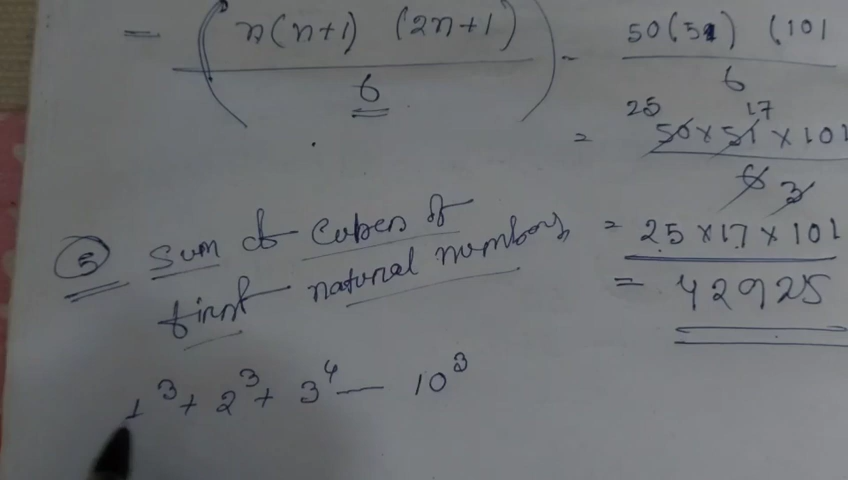 = ( n(n+1) (2n+1) / 6 ) - 50(51) (101 / 6
= 25 17 50 × 51 × 101 / 6 3
= 25 × 17 × 101
= 42925
5 Sum of Cubes of
first natural numbers
1³ + 2³ + 3⁴ — 10³